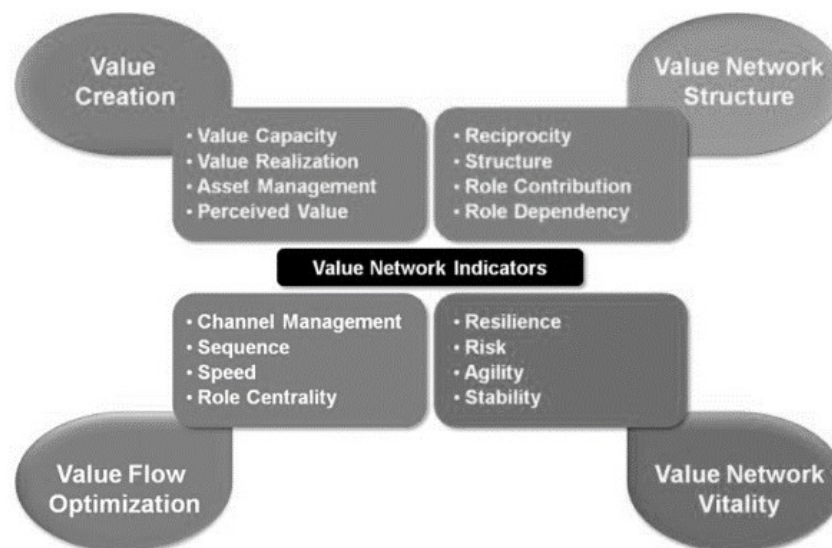 Value
Creation
• Value Capacity
• Value Realization
• Asset Management
• Perceived Value
Value Network
Structure
• Reciprocity
• Structure
• Role Contribution
• Role Dependency
Value Network Indicators
• Channel Management
• Sequence
• Speed
• Role Centrality
Value Flow
Optimization
• Resilience
• Risk
• Agility
• Stability
Value Network
Vitality